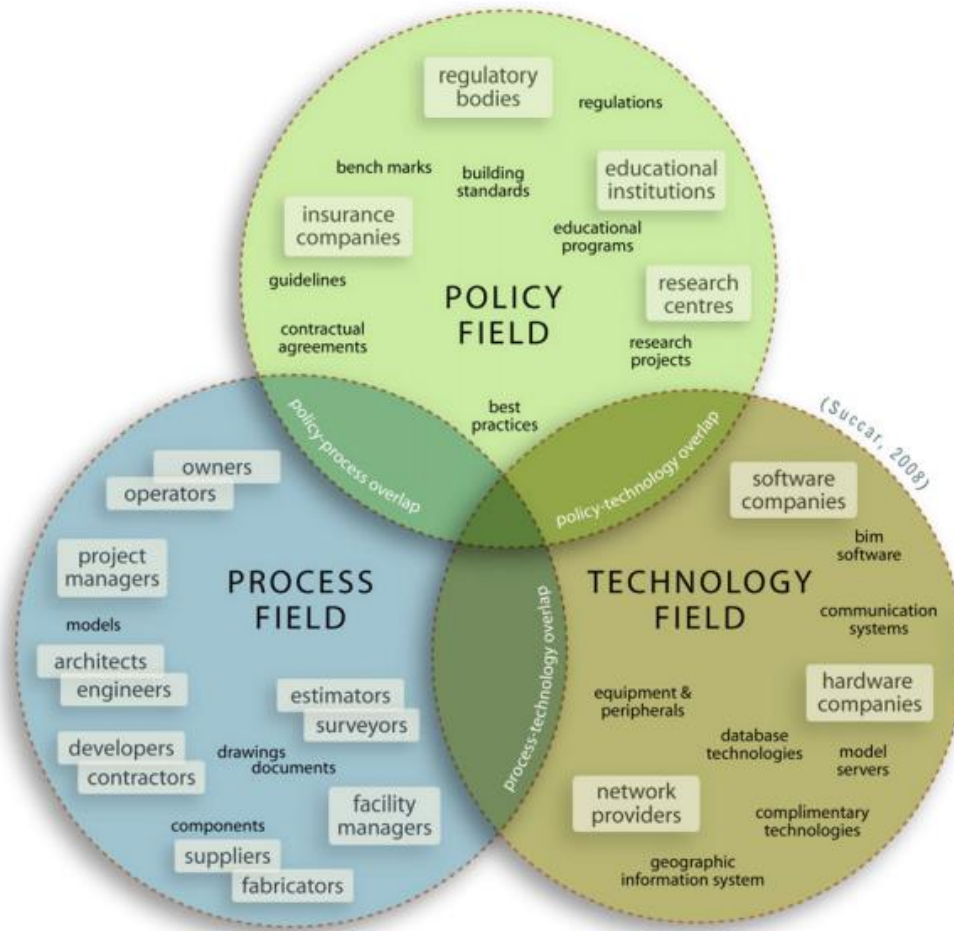 regulatory
bodies
regulations
bench marks
building
standards
educational
institutions
insurance
companies
educational
programs
guidelines
research
centres
POLICY
FIELD
contractual
agreements
research
projects
best
practices
policy-process overlap
policy-technology overlap
(Succar, 2008)
owners
operators
software
companies
bim
software
project
managers
PROCESS
FIELD
TECHNOLOGY
FIELD
models
communication
systems
process-technology overlap
architects
engineers
estimators
surveyors
equipment &
peripherals
hardware
companies
developers
contractors
drawings
documents
database
technologies
model
servers
facility
managers
network
providers
components
complimentary
technologies
suppliers
fabricators
geographic
information system